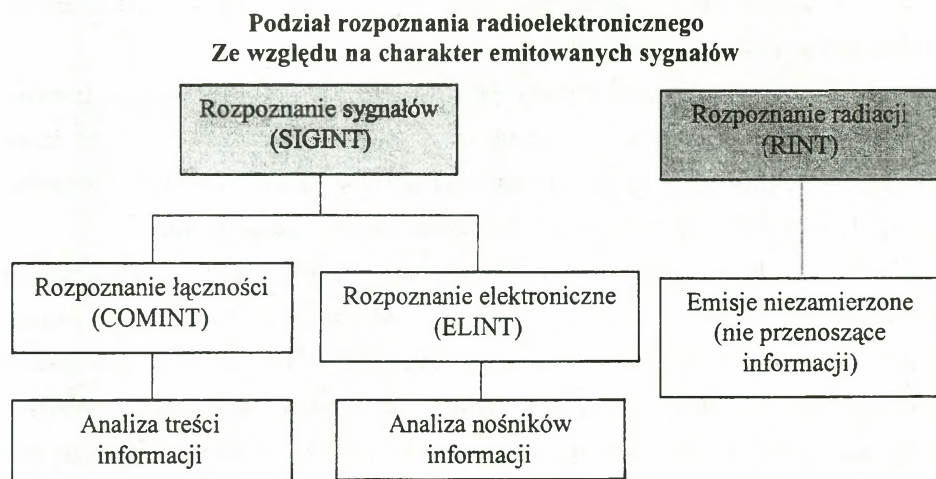 Podział rozpoznania radioelektronicznego
Ze względu na charakter emitowanych sygnałów
Rozpoznanie sygnałów
(SIGINT)
Rozpoznanie radiacji
(RINT)
Rozpoznanie łączności
(COMINT)
Rozpoznanie elektroniczne
(ELINT)
Emisje niezamierzone
(nie przenoszące
informacji)
Analiza treści
informacji
Analiza nośników
informacji